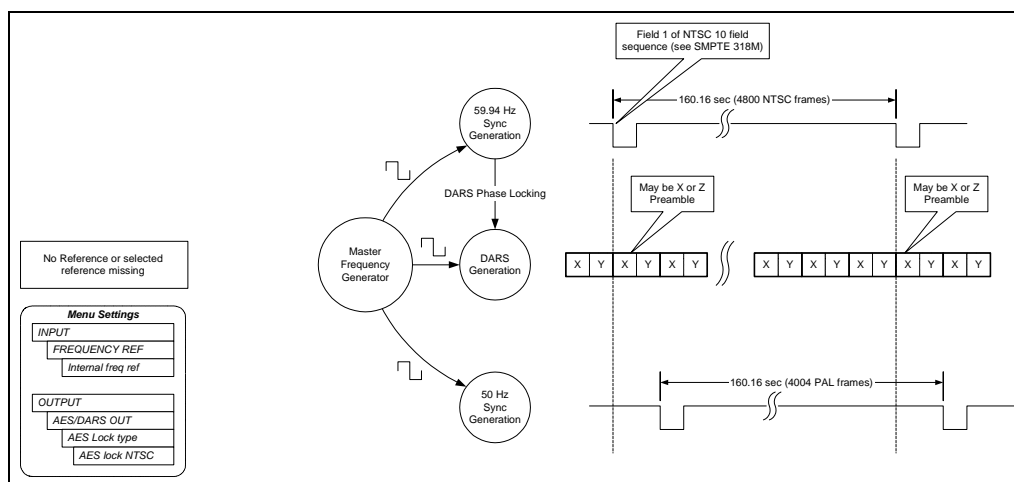 Field 1 of NTSC 10 field
sequence (see SMPTE 318M)
160.16 sec (4800 NTSC frames)
59.94 Hz
Sync
Generation
DARS Phase Locking
May be X or Z
Preamble
May be X or Z
Preamble
No Reference or selected
reference missing
Master
Frequency
Generator
DARS
Generation
X Y X Y X Y
X Y X Y X Y X Y X Y
Menu Settings
INPUT
FREQUENCY REF
Internal freq ref
OUTPUT
AES/DARS OUT
AES Lock type
AES lock NTSC
50 Hz
Sync
Generation
160.16 sec (4004 PAL frames)